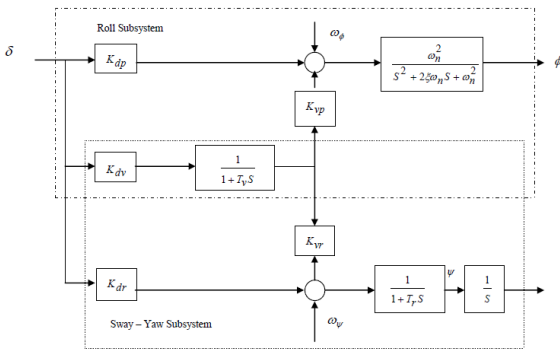 Roll Subsystem
ω_ϕ
δ
K_dp
ω_n^2
S^2 + 2ξω_n S + ω_n^2
ϕ
K_vp
K_dv
1
1 + T_v S
K_vr
K_dr
1
1 + T_r S
ψ
1
S
Sway – Yaw Subsystem
ω_ψ